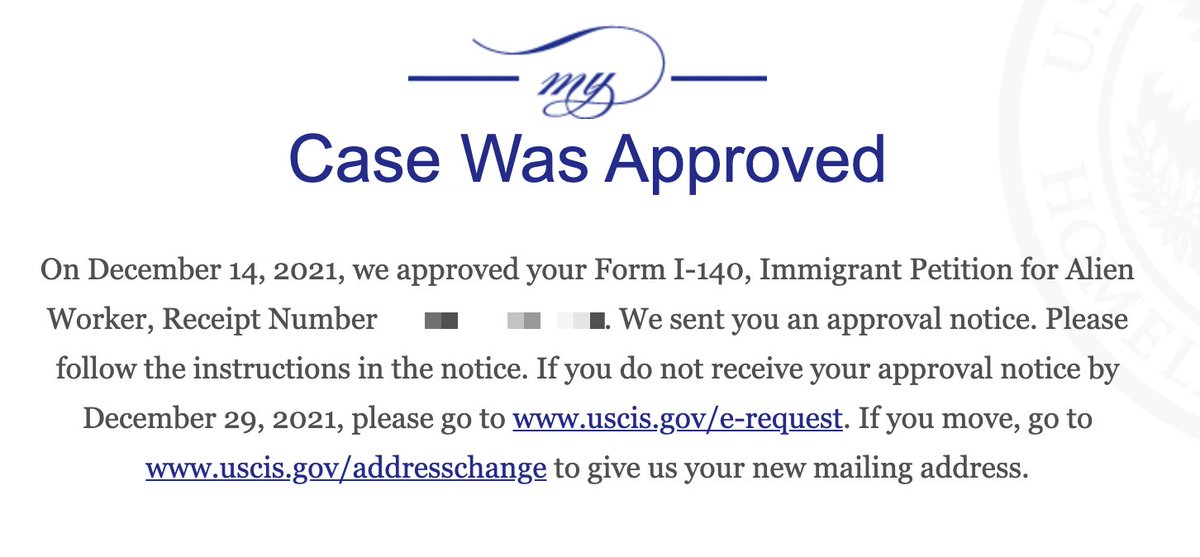 my
Case Was Approved
On December 14, 2021, we approved your Form I-140, Immigrant Petition for Alien
Worker, Receipt Number . We sent you an approval notice. Please
follow the instructions in the notice. If you do not receive your approval notice by
December 29, 2021, please go to www.uscis.gov/e-request. If you move, go to
www.uscis.gov/addresschange to give us your new mailing address.
U.S.
HOMEL